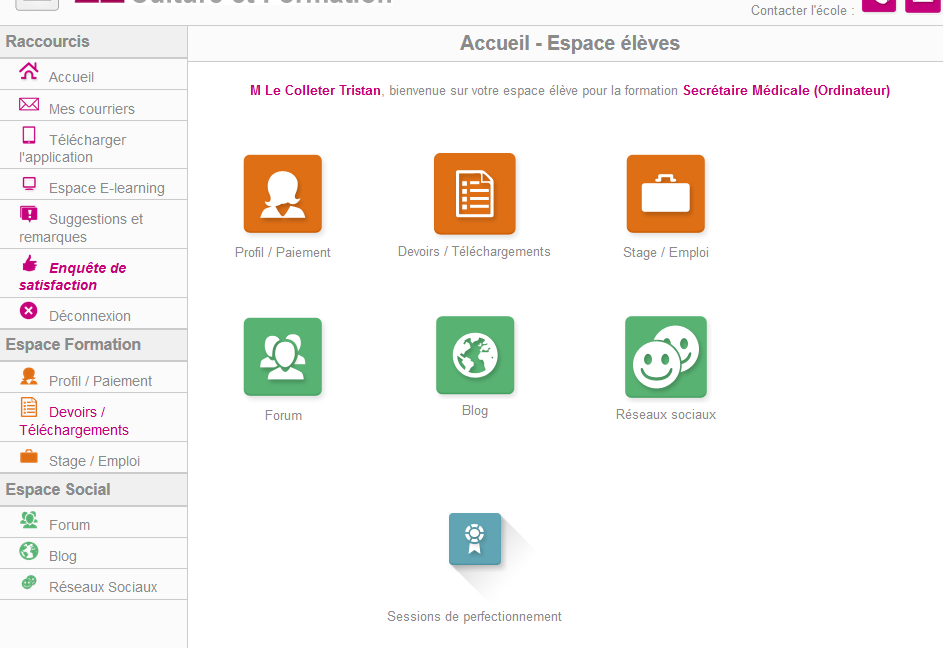 Culture et Formation
Contacter l'école :
Raccourcis
Accueil
Mes courriers
Télécharger
l'application
Espace E-learning
Suggestions et
remarques
Enquête de
satisfaction
Déconnexion
Espace Formation
Profil / Paiement
Devoirs /
Téléchargements
Stage / Emploi
Espace Social
Forum
Blog
Réseaux Sociaux
Accueil - Espace élèves
M Le Colleter Tristan, bienvenue sur votre espace élève pour la formation Secrétaire Médicale (Ordinateur)
Profil / Paiement
Devoirs / Téléchargements
Stage / Emploi
Forum
Blog
Réseaux sociaux
Sessions de perfectionnement